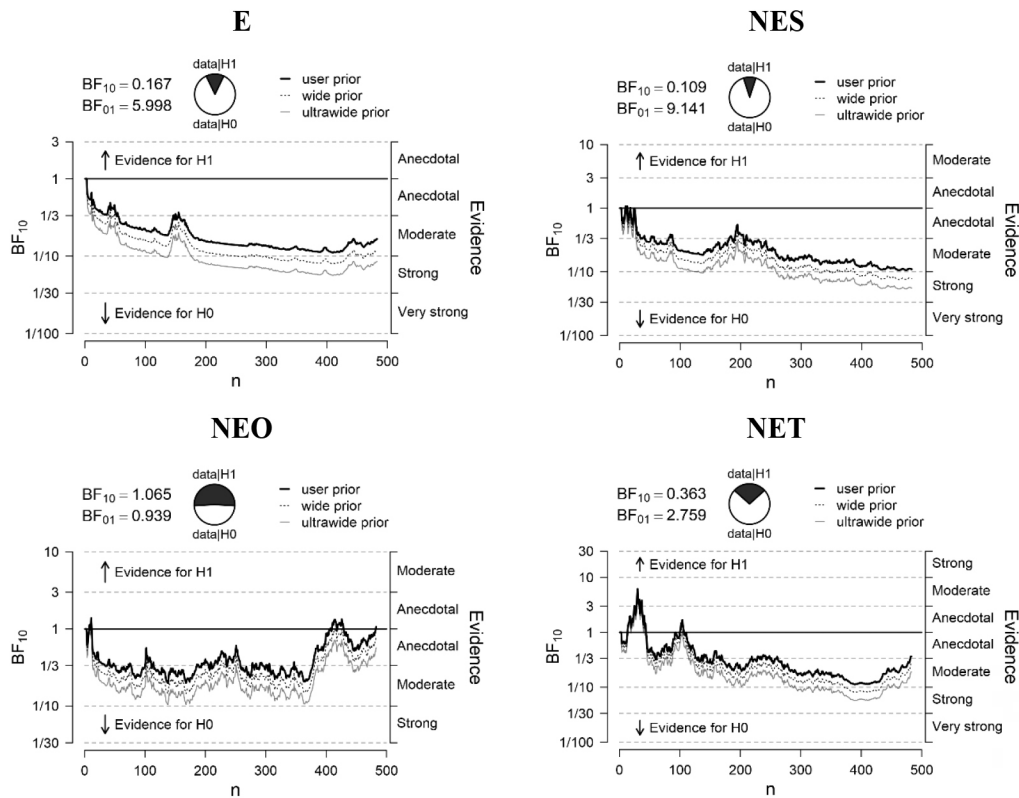 E
data|H1
BF10 = 0.167
BF01 = 5.998
data|H0
user prior
wide prior
ultrawide prior
3
1
1/3
1/10
1/30
1/100
BF10
Evidence for H1
Evidence for H0
Anecdotal
Anecdotal
Moderate
Strong
Very strong
Evidence
0 100 200 300 400 500
n
NES
data|H1
BF10 = 0.109
BF01 = 9.141
data|H0
user prior
wide prior
ultrawide prior
10
3
1
1/3
1/10
1/30
1/100
BF10
Evidence for H1
Evidence for H0
Moderate
Anecdotal
Anecdotal
Moderate
Strong
Very strong
Evidence
0 100 200 300 400 500
n
NEO
data|H1
BF10 = 1.065
BF01 = 0.939
data|H0
user prior
wide prior
ultrawide prior
10
3
1
1/3
1/10
1/30
BF10
Evidence for H1
Evidence for H0
Moderate
Anecdotal
Anecdotal
Moderate
Strong
Evidence
0 100 200 300 400 500
n
NET
data|H1
BF10 = 0.363
BF01 = 2.759
data|H0
user prior
wide prior
ultrawide prior
30
10
3
1
1/3
1/10
1/30
1/100
BF10
Evidence for H1
Evidence for H0
Strong
Moderate
Anecdotal
Anecdotal
Moderate
Strong
Very strong
Evidence
0 100 200 300 400 500
n